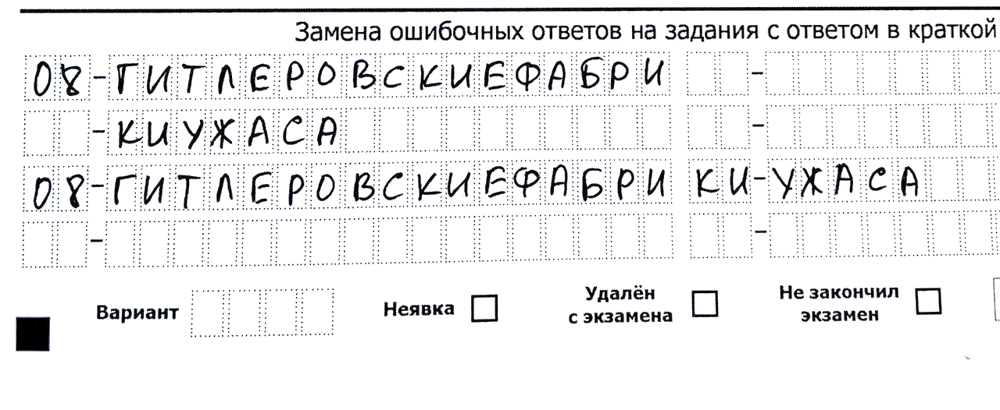 Замена ошибочных ответов на задания с ответом в краткой
08-ГИТЛЕРОВСКИЕФАБРИ -
-КИУЖАСА -
08-ГИТЛЕРОВСКИЕФАБРИ КИ-УЖАСА
- -
Вариант Неявка Удалён с экзамена Не закончил экзамен